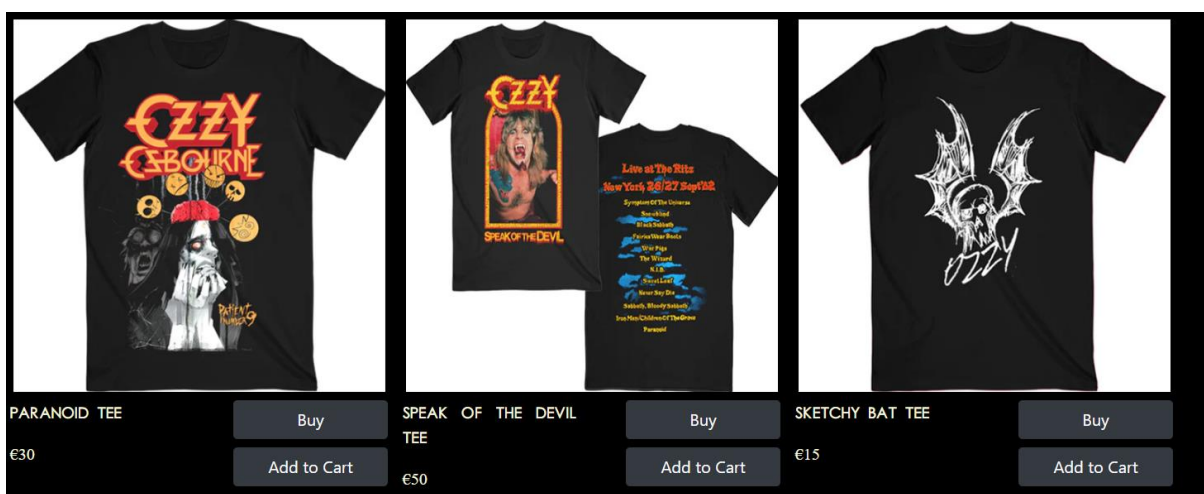 OZZY
OSBOURNE
PATIENT
NUMBER 9
OZZY
SPEAK OF THE DEVIL
Live at The Ritz
New York 26/27 Sept '82
Symptom Of The Universe
Snowblind
Black Sabbath
Fairies Wear Boots
War Pigs
The Wizard
N.I.B.
Sweet Leaf
Never Say Die
Sabbath, Bloody Sabbath
Iron Man/Children Of The Grave
Paranoid
OZZY
PARANOID TEE
Buy
€30
Add to Cart
SPEAK OF THE DEVIL
TEE
Buy
€50
Add to Cart
SKETCHY BAT TEE
Buy
€15
Add to Cart